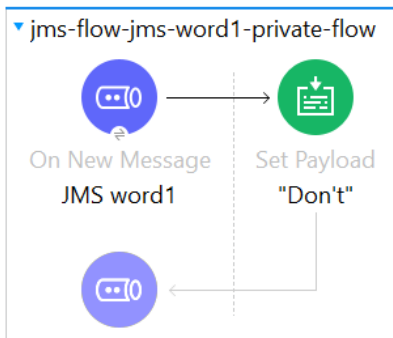 jms-flow-jms-word1-private-flow
On New Message
Set Payload
JMS word1
"Don't"